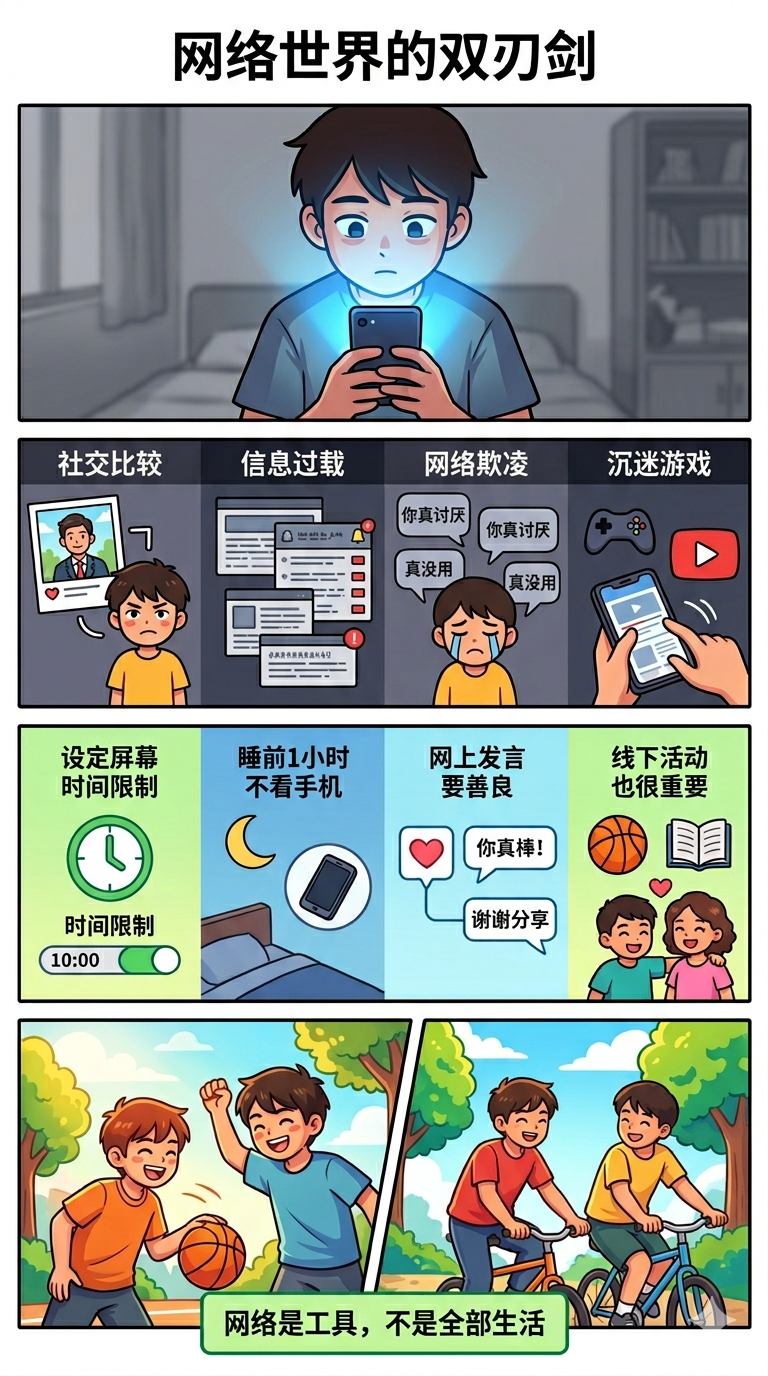 网络世界的双刃剑
社交比较
信息过载
网络欺凌
沉迷游戏
你真讨厌
你真讨厌
真没用
真没用
设定屏幕
时间限制
睡前1小时
不看手机
网上发言
要善良
线下活动
也很重要
时间限制
10:00
你真棒！
谢谢分享
网络是工具，不是全部生活